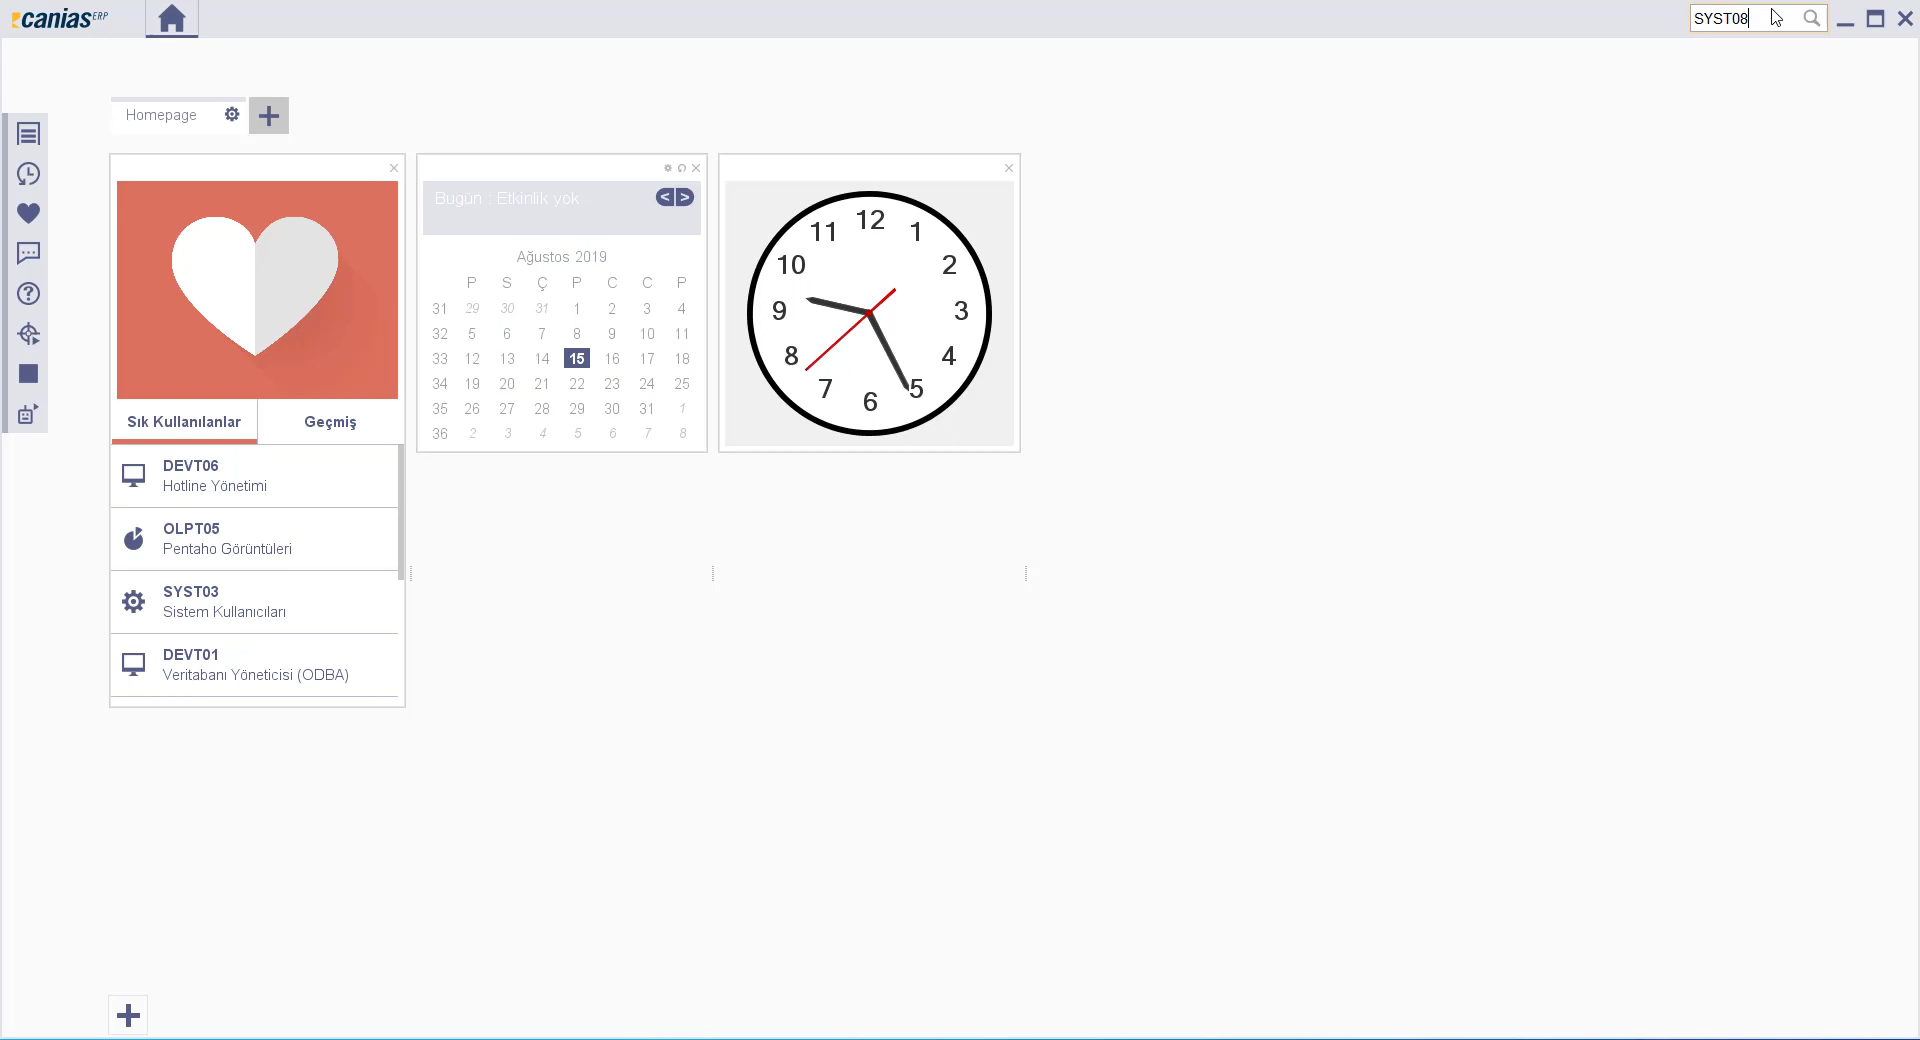 canias ERP
SYST08
Homepage
Bugün : Etkinlik yok...
< >
Ağustos 2019
P S Ç P C C P
31 29 30 31 1 2 3 4
32 5 6 7 8 9 10 11
33 12 13 14 15 16 17 18
34 19 20 21 22 23 24 25
35 26 27 28 29 30 31 1
36 2 3 4 5 6 7 8
12
1
2
3
4
5
6
7
8
9
10
11
Sık Kullanılanlar
Geçmiş
DEVT06
Hotline Yönetimi
OLPT05
Pentaho Görüntüleri
SYST03
Sistem Kullanıcıları
DEVT01
Veritabanı Yöneticisi (ODBA)